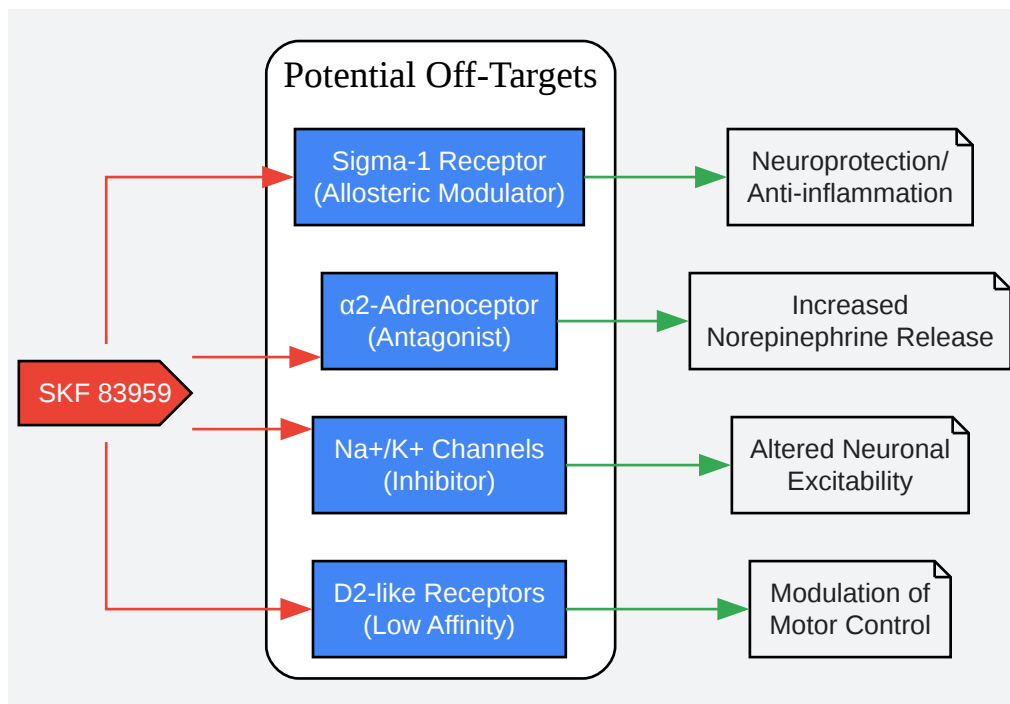 Potential Off-Targets
Sigma-1 Receptor
(Allosteric Modulator)
Neuroprotection/
Anti-inflammation
α2-Adrenoceptor
(Antagonist)
Increased
Norepinephrine Release
SKF 83959
Na+/K+ Channels
(Inhibitor)
Altered Neuronal
Excitability
D2-like Receptors
(Low Affinity)
Modulation of
Motor Control